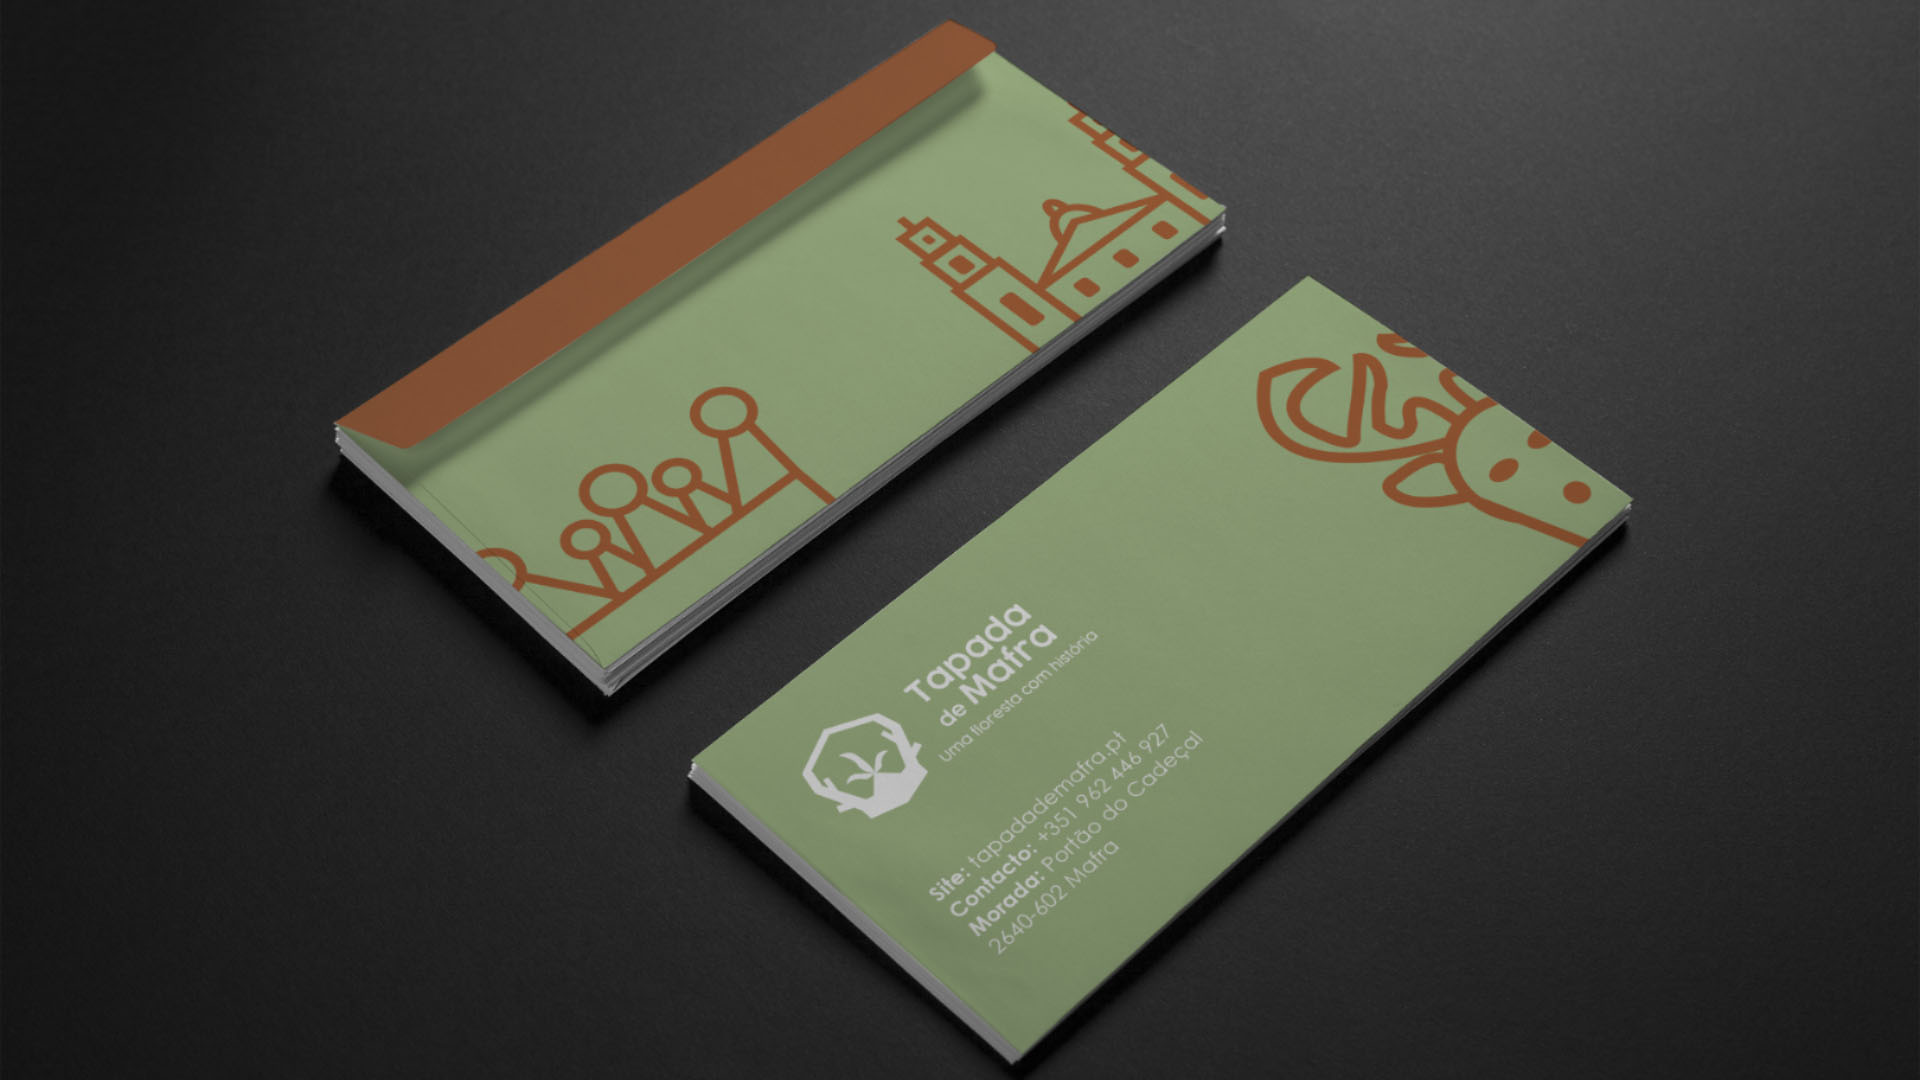 Tapada
de Mafra
Uma floresta com história
Site: tapadademafra.pt
Contacto: +351 962 446 927
Morada: Portão do Cadeçal
2640-602 Mafra